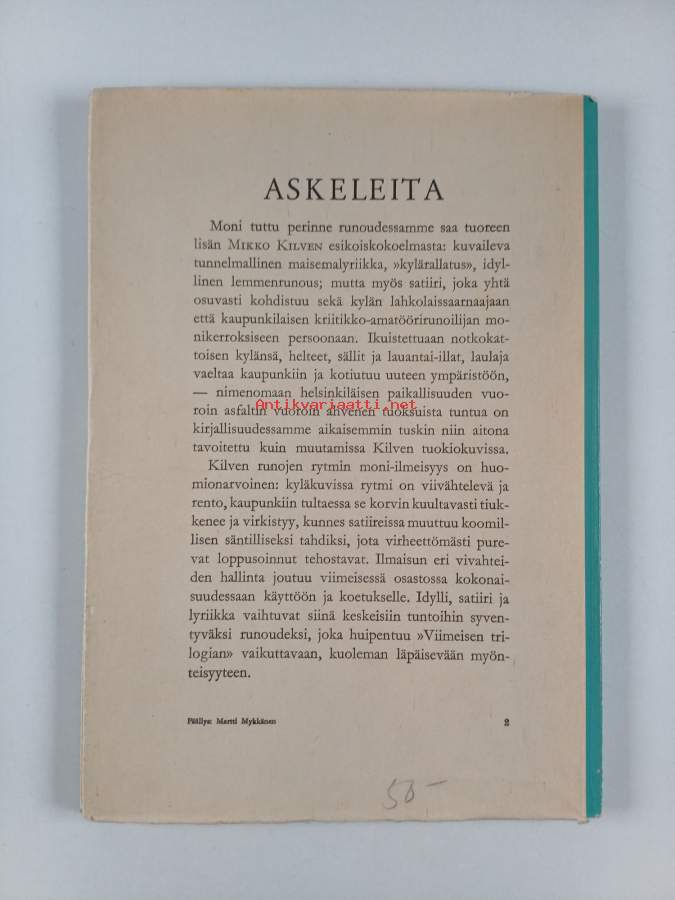 ASKELEITA
Moni tuttu perinne runoudessamme saa tuoreen
lisän MIKKO KILVEN esikoiskokoelmasta: kuvaileva
tunnelmallinen maisemalyriikka, »kylärallatus», idyl-
linen lemmenrunous; mutta myös satiiri, joka yhtä
osuvasti kohdistuu sekä kylän lahkolaissaarnaajaan
että kaupunkilaisen kriitikko-amatöörirunoilijan mo-
nikerroksiseen persoonaan. Ikuistettuaan notkokat-
toisen kylänsä, helteet, sällit ja lauantai-illat, laulaja
vaeltaa kaupunkiin ja kotiutuu uuteen ympäristöön,
— nimenomaan helsinkiläisen paikallisuuden vuo-
roin asfaltin vuoroin ahvenen tuoksuista tuntua on
Antikvariaatti.net
kirjallisuudessamme aikaisemmin tuskin niin aitona
tavoitettu kuin muutamissa Kilven tuokiokuvissa.
Kilven runojen rytmin moni-ilmeisyys on huo-
mionarvoinen: kyläkuvissa rytmi on viivähtelevä ja
rento, kaupunkiin tultaessa se korvin kuultavasti tiuk-
kenee ja virkistyy, kunnes satiireissa muuttuu koomil-
lisen säntilliseksi tahdiksi, jota virheettömästi pure-
vat loppusoinnut tehostavat. Ilmaisun eri vivahtei-
den hallinta joutuu viimeisessä osastossa kokonai-
suudessaan käyttöön ja koetukselle. Idylli, satiiri ja
lyriikka vaihtuvat siinä keskeisiin tuntoihin syven-
tyväksi runoudeksi, joka huipentuu »Viimeisen tri-
logian» vaikuttavaan, kuoleman läpäisevään myön-
teisyyteen.
Päällys: Martti Mykkänen 2
50-